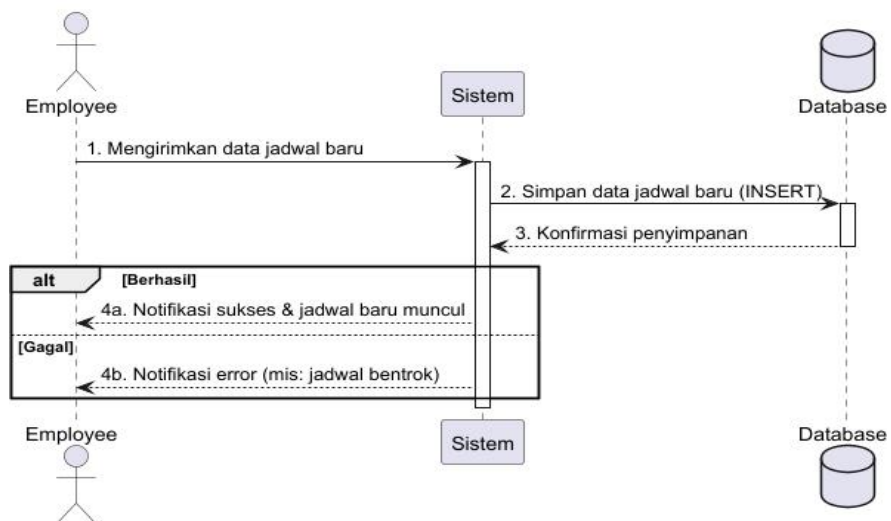 Employee
Sistem
Database
1. Mengirimkan data jadwal baru
2. Simpan data jadwal baru (INSERT)
3. Konfirmasi penyimpanan
alt [Berhasil]
4a. Notifikasi sukses & jadwal baru muncul
[Gagal]
4b. Notifikasi error (mis: jadwal bentrok)
Employee
Sistem
Database